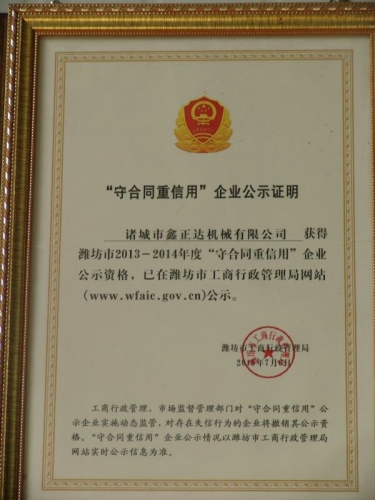 “守合同重信用”企业公示证明
诸城市鑫正达机械有限公司 获得
潍坊市2013－2014年度“守合同重信用”企业
公示资格，已在潍坊市工商行政管理局网站
(www.wfaic.gov.cn)公示。
潍坊市工商行政管理局
工商行政管理、市场监督管理部门对“守合同重信用”公
示企业实施动态监管，对存在失信行为的企业将撤销其公示资
格。“守合同重信用”企业公示情况以潍坊市工商行政管理局
网站实时公示信息为准。